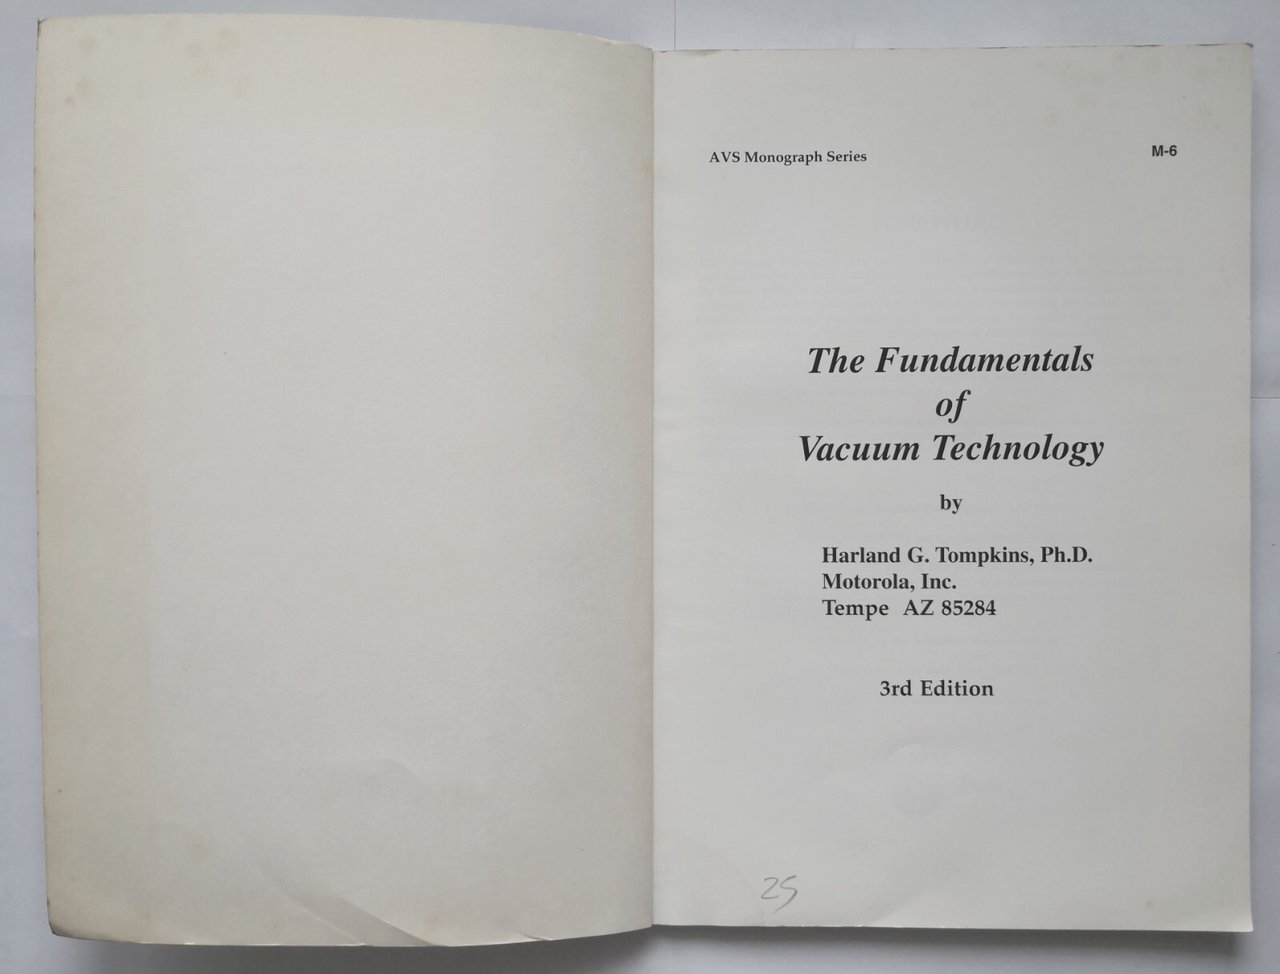 AVS Monograph Series
M-6
The Fundamentals
of
Vacuum Technology
by
Harland G. Tompkins, Ph.D.
Motorola, Inc.
Tempe AZ 85284
3rd Edition
25